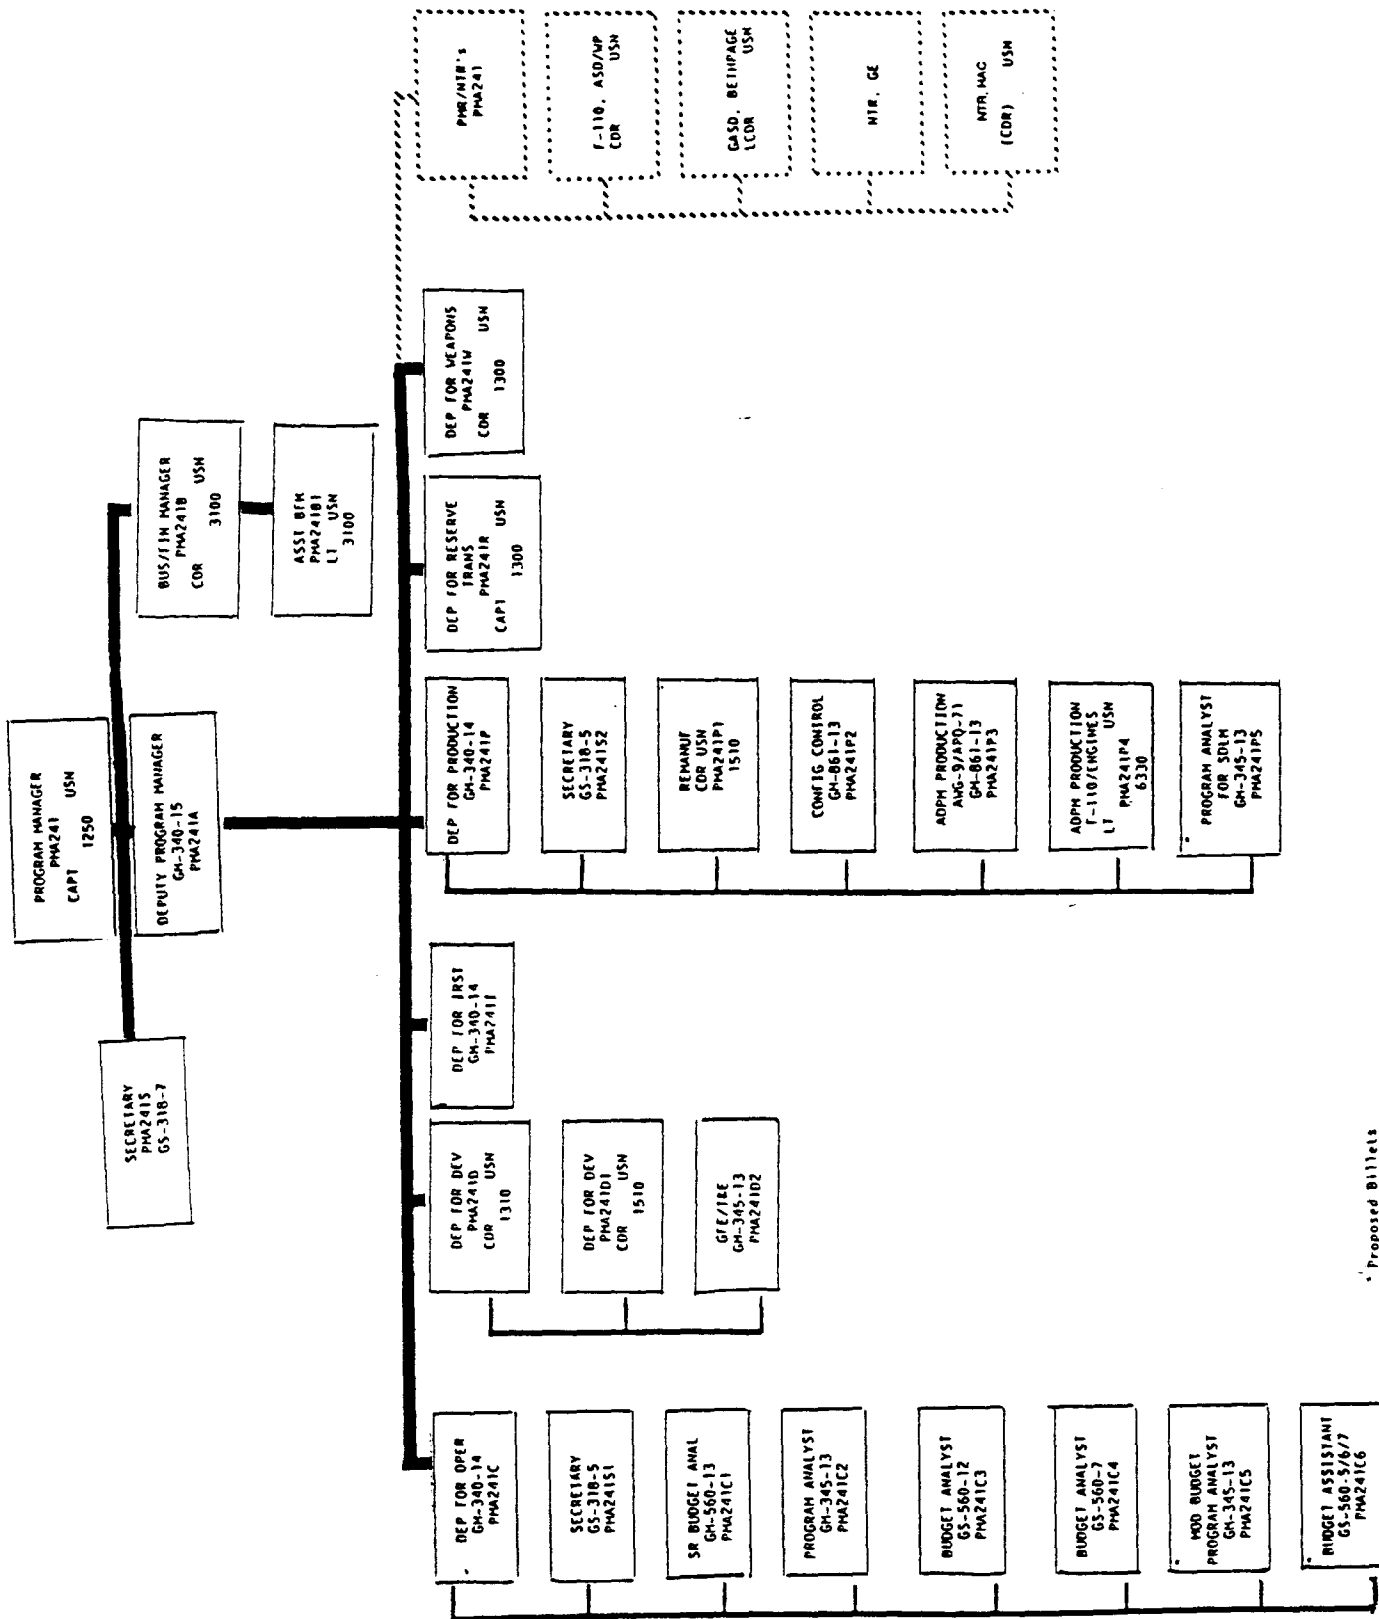 PROGRAM MANAGER
PMA241
CAPT 1250 USN
SECRETARY
PMA241S
GS-318-7
DEPUTY PROGRAM MANAGER
GM-340-15
PMA241A
BUS/FIN MANAGER
PMA241B
CDR 3100 USN
ASST BFM
PMA241B1
LT USN
3100
DEP FOR OPER
GM-340-14
PMA241C
SECRETARY
GS-318-5
PMA241S1
SR BUDGET ANAL
GM-560-13
PMA241C1
PROGRAM ANALYST
GM-345-13
PMA241C2
BUDGET ANALYST
GS-560-12
PMA241C3
BUDGET ANALYST
GS-560-7
PMA241C4
*
MOD BUDGET
PROGRAM ANALYST
GM-345-13
PMA241C5
*
BUDGET ASSISTANT
GS-560-5/6/7
PMA241C6
DEP FOR DEV
PMA241D
CDR USN
1310
DEP FOR DEV
PMA241D1
CDR USN
1510
GFE/T&E
GM-345-13
PMA241D2
DEP FOR IRST
GM-340-14
PMA241I
DEP FOR PRODUCTION
GM-340-14
PMA241P
SECRETARY
GS-318-5
PMA241S2
REMANUF
CDR USN
PMA241P1
1510
CONFIG CONTROL
GM-861-13
PMA241P2
ADPM PRODUCTION
AWG-9/APQ-71
GM-861-13
PMA241P3
ADPM PRODUCTION
F-110/ENGINES
LT PMA241P4 USN
6330
*
PROGRAM ANALYST
FOR SDLM
GM-345-13
PMA241P5
DEP FOR RESERVE
TRANS
PMA241R
CAPT 1300 USN
DEP FOR WEAPONS
PMA241W
CDR 1300 USN
PMR/NTR's
PMA241
F-110, ASD/WP
CDR USN
GASD, BETHPAGE
LCDR USN
NTR, GE
NTR, HAC
(CDR) USN
* Proposed Billets